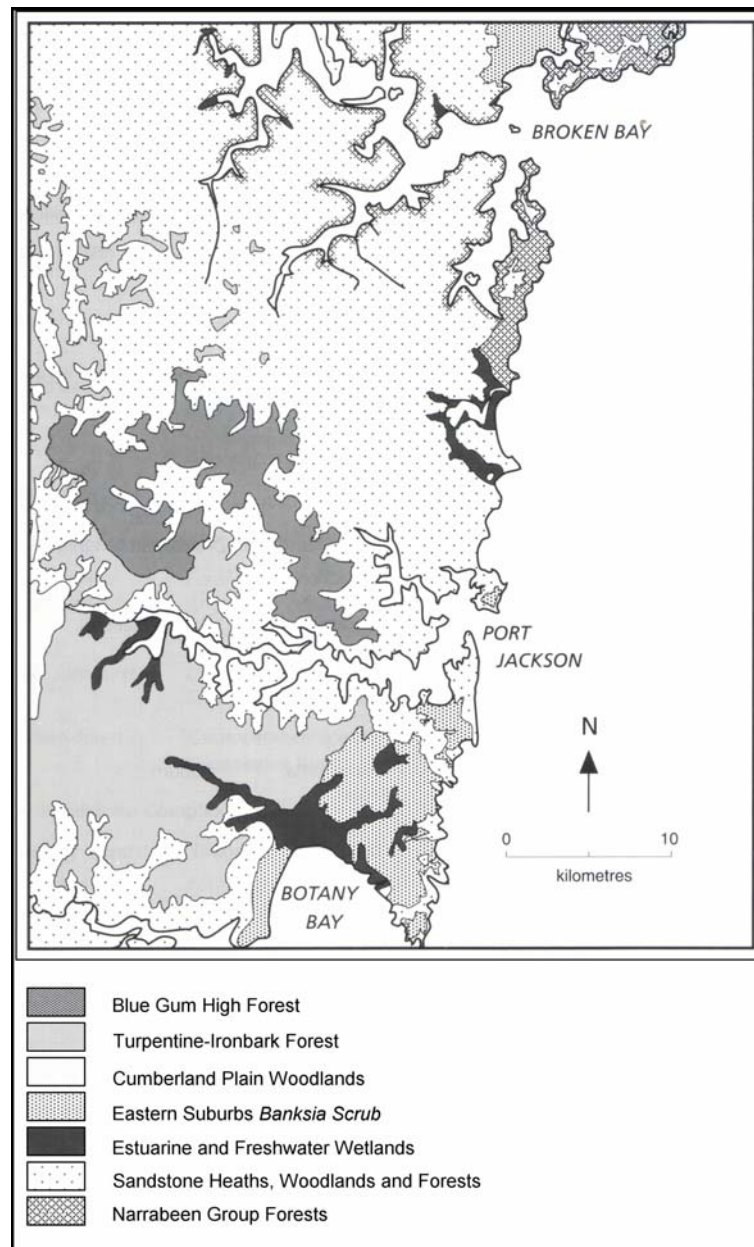 BROKEN BAY
PORT
JACKSON
N
0 10
kilometres
BOTANY
BAY
Blue Gum High Forest
Turpentine-Ironbark Forest
Cumberland Plain Woodlands
Eastern Suburbs Banksia Scrub
Estuarine and Freshwater Wetlands
Sandstone Heaths, Woodlands and Forests
Narrabeen Group Forests